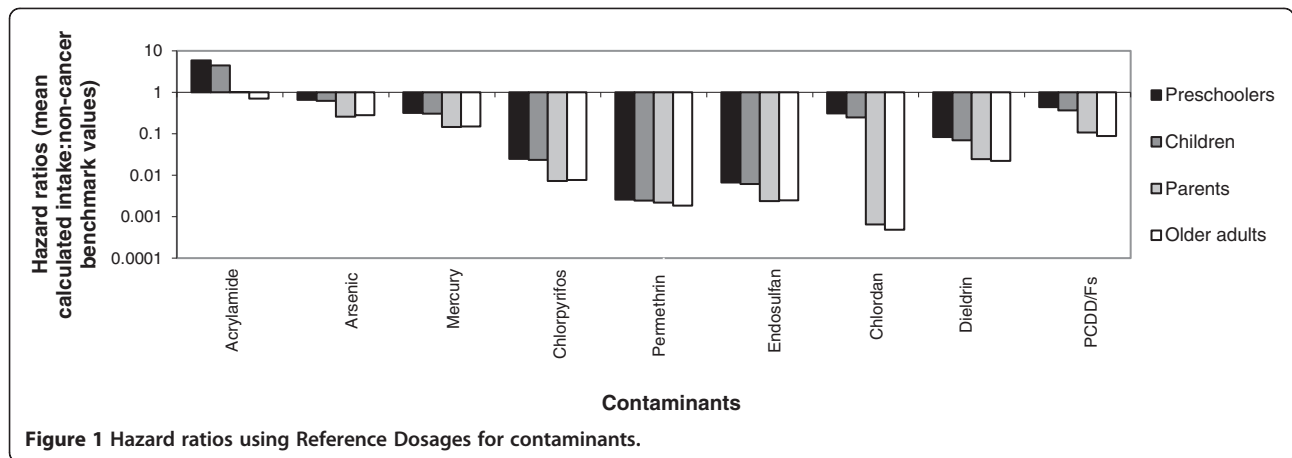 Hazard ratios (mean
calculated intake:non-cancer
benchmark values)
10
1
0.1
0.01
0.001
0.0001
Acrylamide
Arsenic
Mercury
Chlorpyrifos
Permethrin
Endosulfan
Chlordan
Dieldrin
PCDD/Fs
Contaminants
Preschoolers
Children
Parents
Older adults
Figure 1 Hazard ratios using Reference Dosages for contaminants.